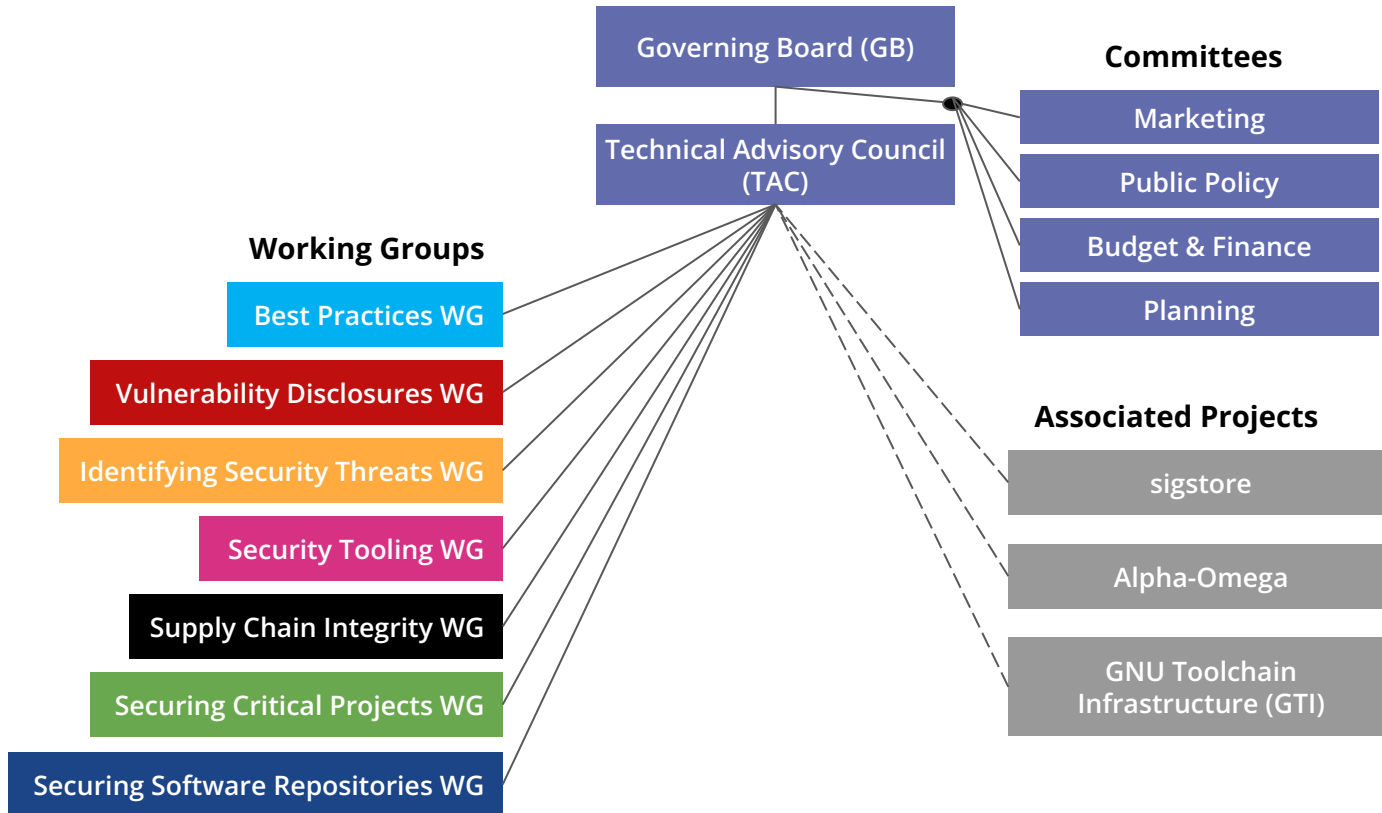 Governing Board (GB)
Technical Advisory Council
(TAC)
Committees
Marketing
Public Policy
Budget & Finance
Planning
Working Groups
Best Practices WG
Vulnerability Disclosures WG
Identifying Security Threats WG
Security Tooling WG
Supply Chain Integrity WG
Securing Critical Projects WG
Securing Software Repositories WG
Associated Projects
sigstore
Alpha-Omega
GNU Toolchain
Infrastructure (GTI)